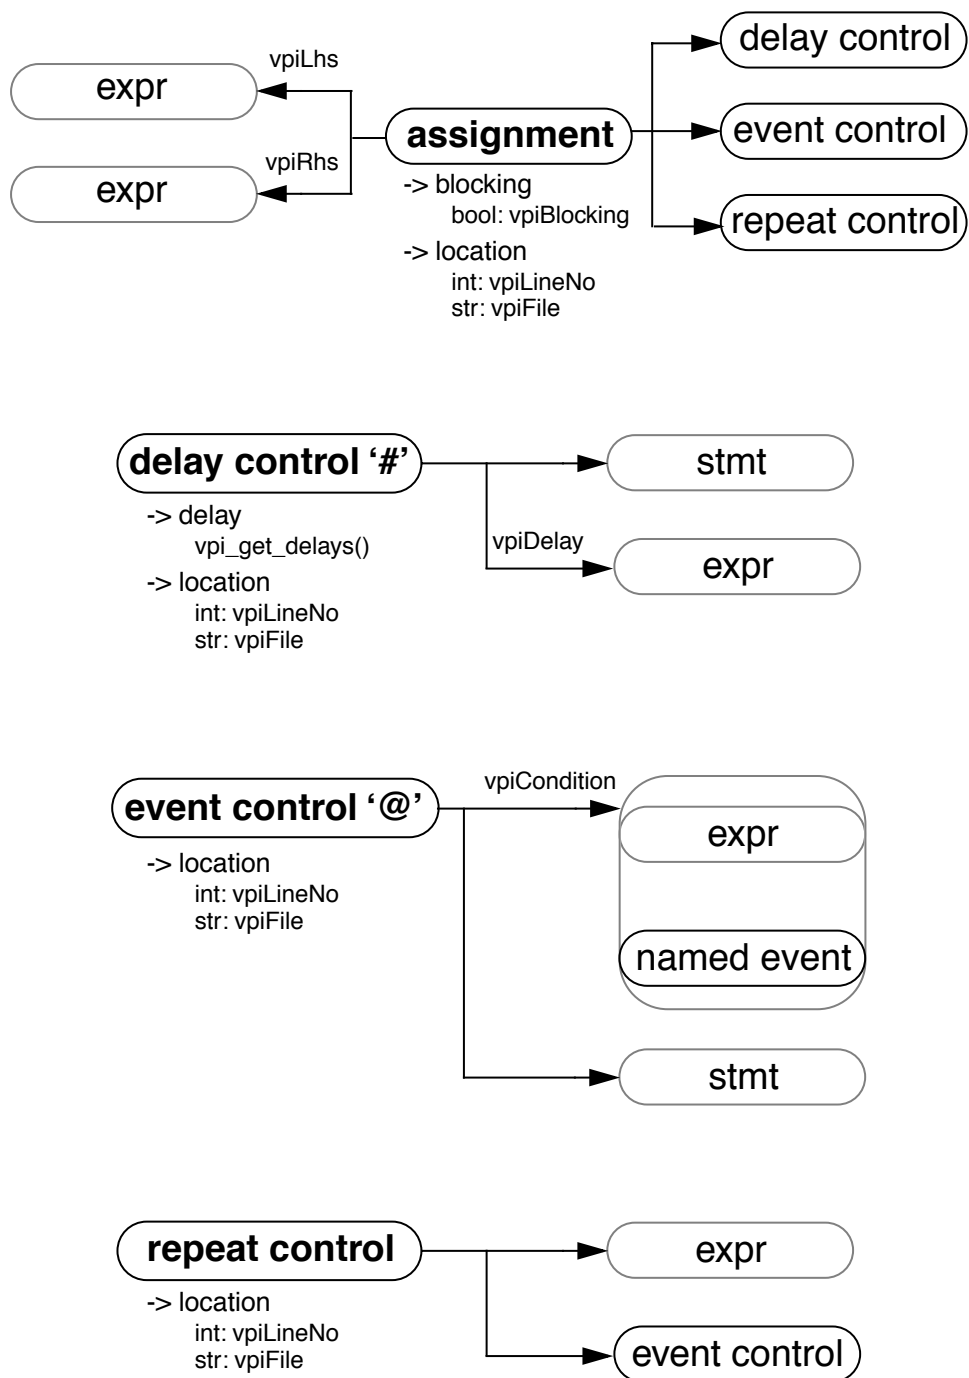 delay control
vpiLhs
expr
assignment
event control
vpiRhs
expr
-> blocking
bool: vpiBlocking
repeat control
-> location
int: vpiLineNo
str: vpiFile
delay control ‘#’
stmt
-> delay
vpi_get_delays()
vpiDelay
expr
-> location
int: vpiLineNo
str: vpiFile
vpiCondition
event control ‘@’
expr
-> location
int: vpiLineNo
str: vpiFile
named event
stmt
repeat control
expr
-> location
int: vpiLineNo
str: vpiFile
event control